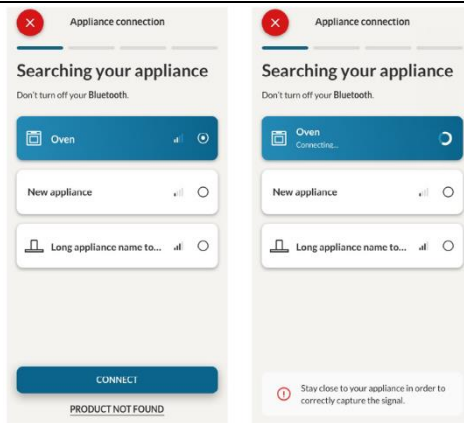 Appliance connection
Searching your appliance
Don't turn off your Bluetooth.
Oven
New appliance
Long appliance name to...
CONNECT
PRODUCT NOT FOUND
Appliance connection
Searching your appliance
Don't turn off your Bluetooth.
Oven
Connecting...
New appliance
Long appliance name to...
Stay close to your appliance in order to
correctly capture the signal.